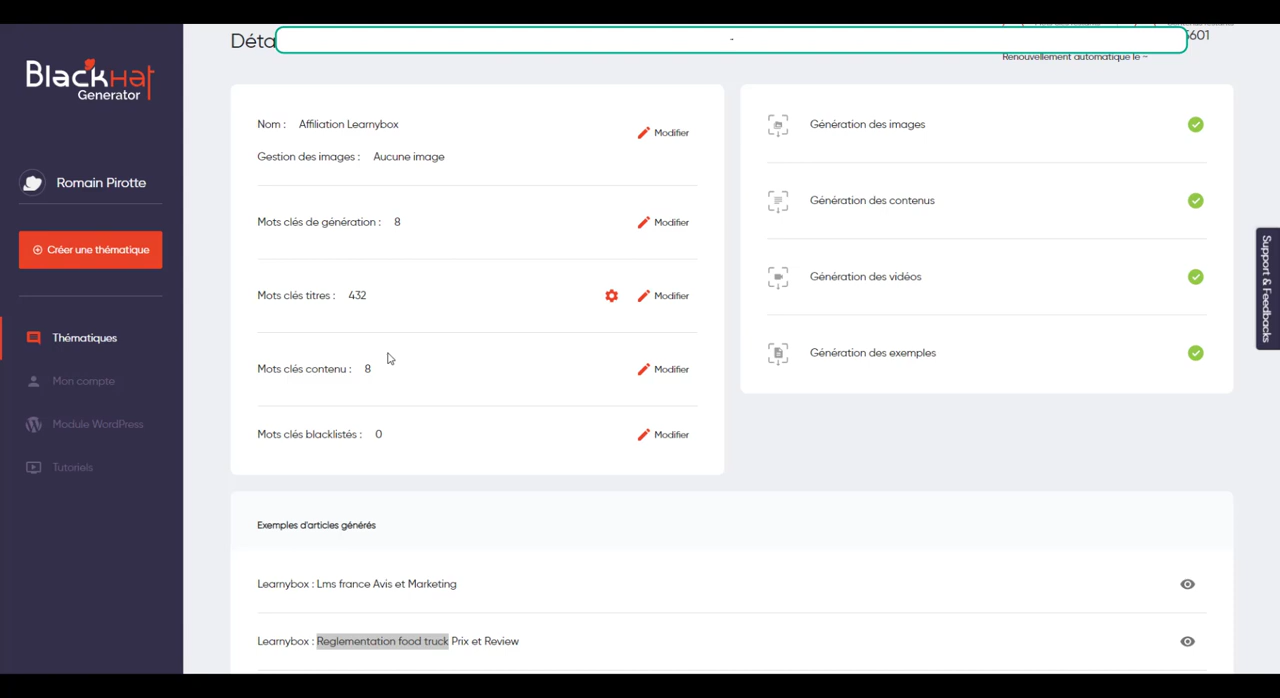 Déta
-
5601
Renouvellement automatique le -
BlackHat
Generator
Romain Pirotte
Créer une thématique
Thématiques
Mon compte
Module WordPress
Tutoriels
Nom : Affiliation Learnybox
Modifier
Gestion des images : Aucune image
Mots clés de génération : 8
Modifier
Mots clés titres : 432
Modifier
Mots clés contenu : 8
Modifier
Mots clés blacklistés : 0
Modifier
Génération des images
Génération des contenus
Génération des vidéos
Génération des exemples
Support & Feedbacks
Exemples d'articles générés
Learnybox : Lms france Avis et Marketing
Learnybox : Reglementation food truck Prix et Review